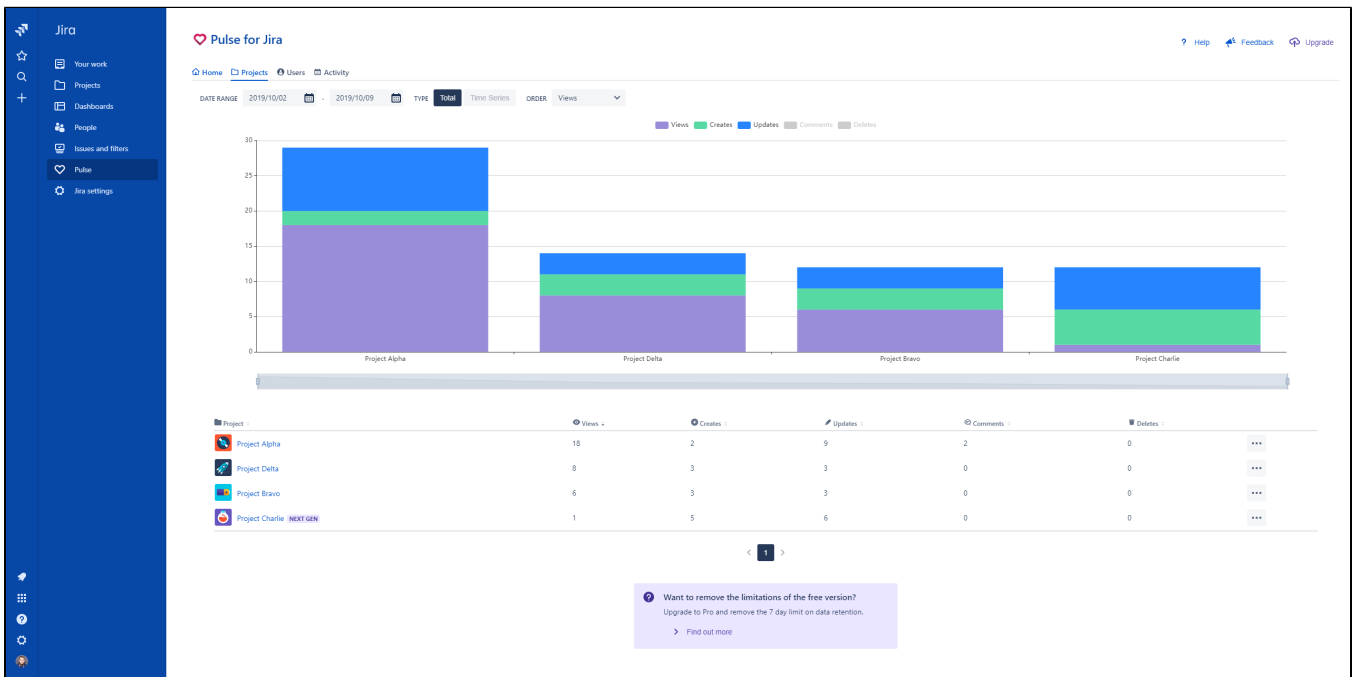 Jira
Your work
Projects
Dashboards
People
Issues and filters
Pulse
Jira settings
Pulse for Jira
? Help Feedback Upgrade
Home Projects Users Activity
DATE RANGE 2019/10/02 - 2019/10/09 TYPE Total Time Series ORDER Views
Views Creates Updates Comments Deletes
30
25
20
15
10
5
0
Project Alpha Project Delta Project Bravo Project Charlie
Project Views Creates Updates Comments Deletes
Project Alpha 18 2 9 2 0
Project Delta 8 3 3 0 0
Project Bravo 6 3 3 0 0
Project Charlie NEXT GEN 1 5 6 0 0
< 1 >
Want to remove the limitations of the free version?
Upgrade to Pro and remove the 7 day limit on data retention.
> Find out more